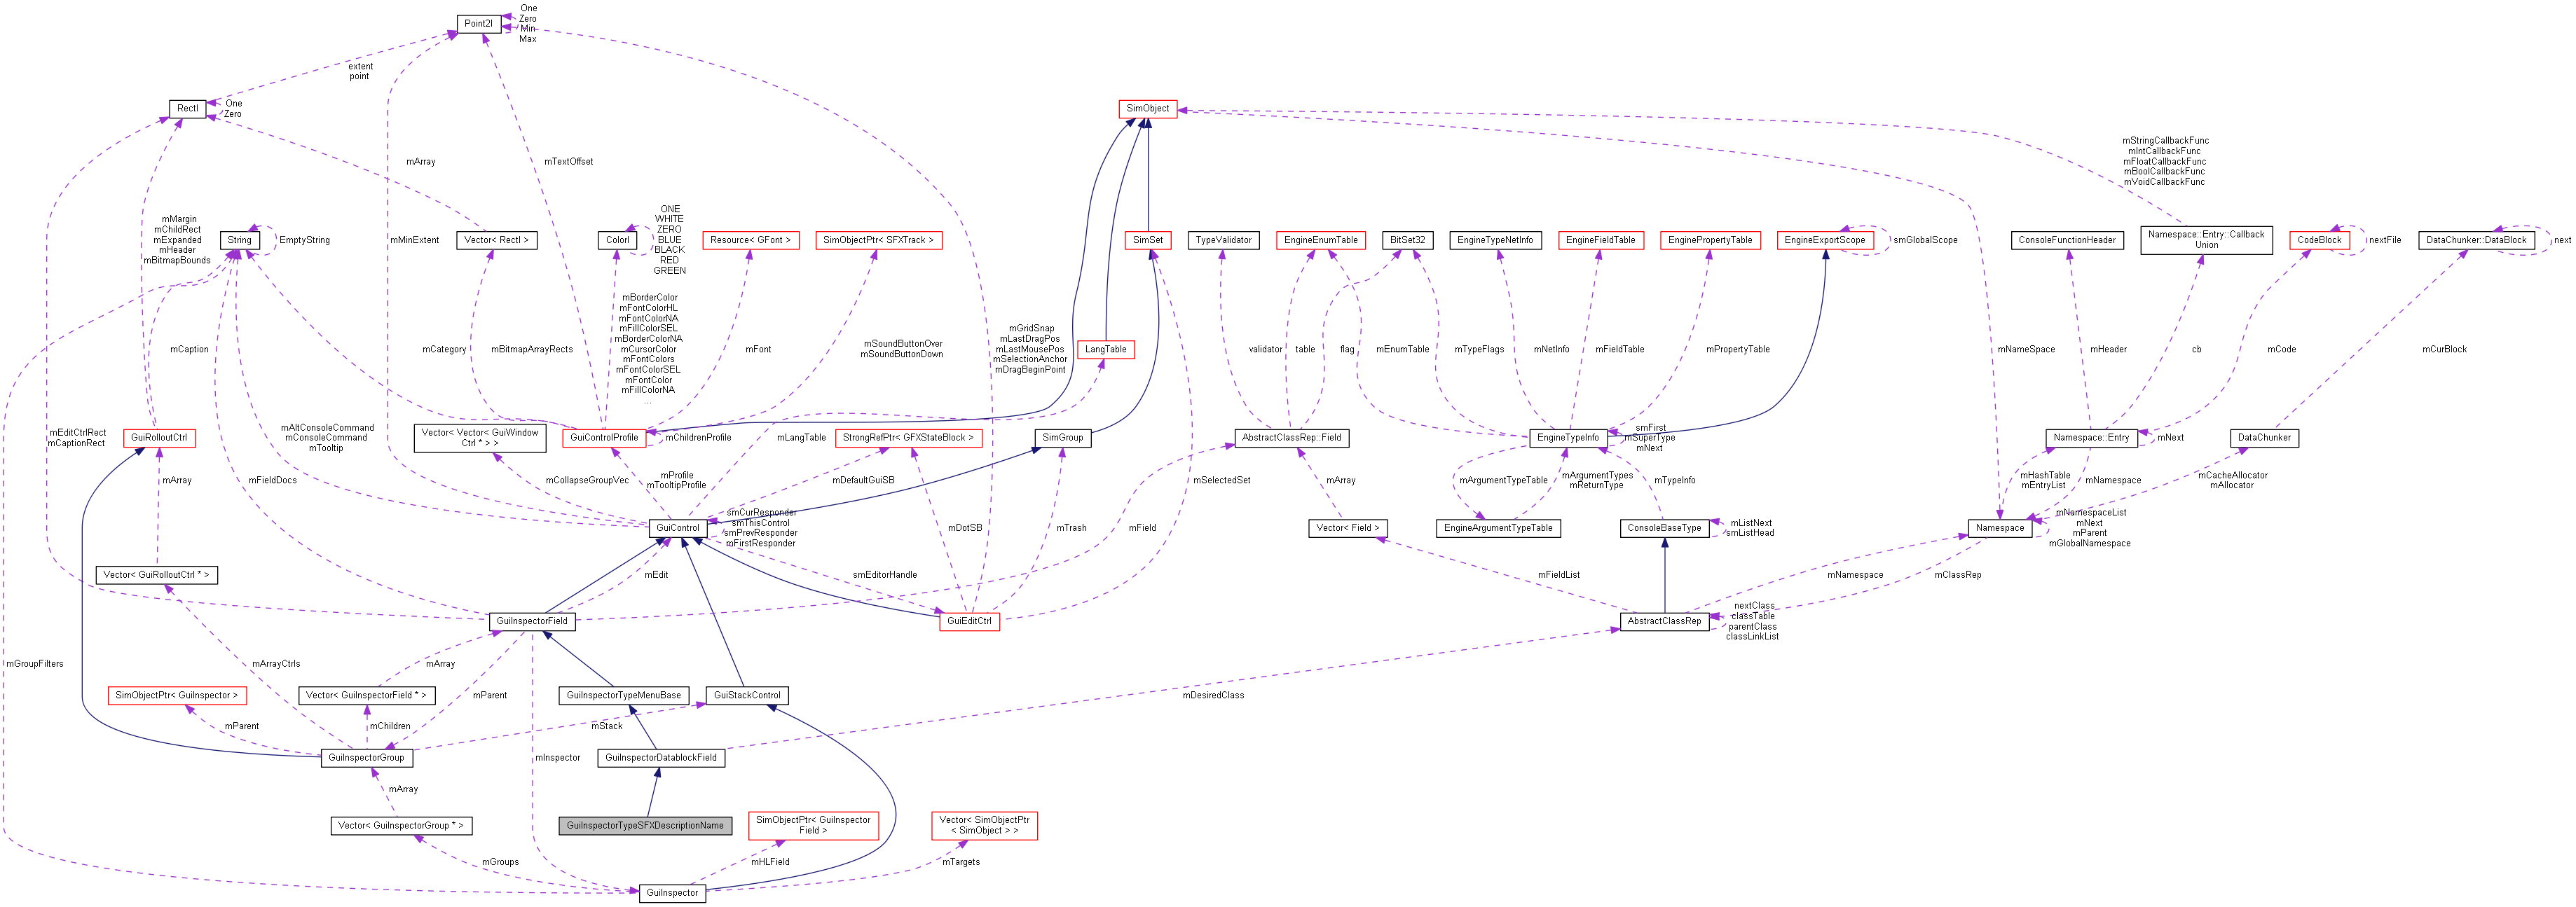 One
Zero
Min
Max
Point2I
extent
point
RectI
One
Zero
SimObject
mStringCallbackFunc
mIntCallbackFunc
mFloatCallbackFunc
mBoolCallbackFunc
mVoidCallbackFunc
mArray
mTextOffset
mMargin
mChildRect
mExpanded
mHeader
mBitmapBounds
String
EmptyString
mMinExtent
Vector< RectI >
ColorI
ONE
WHITE
ZERO
BLUE
BLACK
RED
GREEN
Resource< GFont >
SimObjectPtr< SFXTrack >
SimSet
TypeValidator
EngineEnumTable
BitSet32
EngineTypeNetInfo
EngineFieldTable
EnginePropertyTable
EngineExportScope
smGlobalScope
ConsoleFunctionHeader
Namespace::Entry::Callback
Union
CodeBlock
nextFile
DataChunker::DataBlock
next
mCaption
mCategory
mBitmapArrayRects
mBorderColor
mFontColorHL
mFontColorNA
mFillColorSEL
mBorderColorNA
mCursorColor
mFontColors
mFontColorSEL
mFontColor
mFillColorNA
...
mFont
mSoundButtonOver
mSoundButtonDown
mGridSnap
mLastDragPos
mLastMousePos
mSelectionAnchor
mDragBeginPoint
LangTable
validator
table
flag
mEnumTable
mTypeFlags
mNetInfo
mFieldTable
mPropertyTable
mNameSpace
mHeader
cb
mCode
mCurBlock
mEditCtrlRect
mCaptionRect
GuiRolloutCtrl
mAltConsoleCommand
mConsoleCommand
mTooltip
Vector< Vector< GuiWindow
Ctrl * > >
GuiControlProfile
mChildrenProfile
mLangTable
StrongRefPtr< GFXStateBlock >
SimGroup
AbstractClassRep::Field
EngineTypeInfo
smFirst
mSuperType
mNext
Namespace::Entry
mNext
DataChunker
mArray
mFieldDocs
mCollapseGroupVec
mProfile
mTooltipProfile
mDefaultGuiSB
mSelectedSet
mArray
mArgumentTypeTable
mArgumentTypes
mReturnType
mTypeInfo
mHashTable
mEntryList
mNamespace
mCacheAllocator
mAllocator
GuiControl
smCurResponder
smThisControl
smPrevResponder
mFirstResponder
mDotSB
mTrash
mField
Vector< Field >
EngineArgumentTypeTable
ConsoleBaseType
mListNext
smListHead
Namespace
mNamespaceList
mNext
mParent
mGlobalNamespace
Vector< GuiRolloutCtrl * >
mEdit
smEditorHandle
mFieldList
mNamespace
mClassRep
GuiInspectorField
GuiEditCtrl
AbstractClassRep
nextClass
classTable
parentClass
classLinkList
mGroupFilters
mArrayCtrls
mArray
SimObjectPtr< GuiInspector >
Vector< GuiInspectorField * >
mParent
GuiInspectorTypeMenuBase
GuiStackControl
mDesiredClass
mParent
mChildren
mStack
GuiInspectorGroup
mInspector
GuiInspectorDatablockField
mArray
Vector< GuiInspectorGroup * >
GuiInspectorTypeSFXDescriptionName
SimObjectPtr< GuiInspector
Field >
Vector< SimObjectPtr
< SimObject > >
mGroups
mHLField
mTargets
GuiInspector